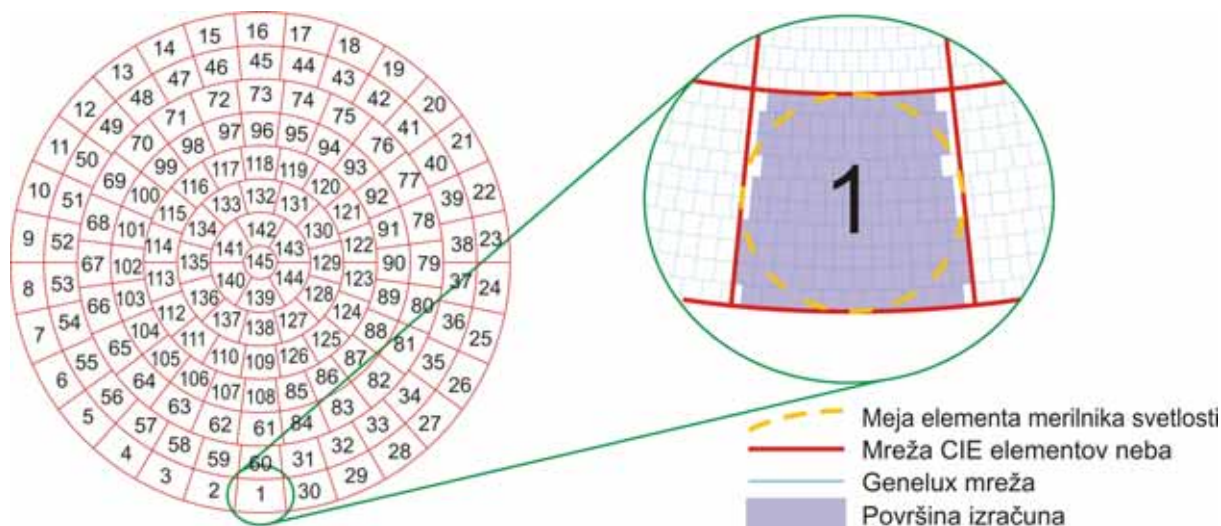 15 16 17
14 18
13 47 46 45 44 43 19
12 48 72 73 74 42 20
49 71 75 41
11 70 97 96 95 76 21
50 98 94 40
99 117 118 119 93
10 51 69 100 116 120 77 22
133 132 131 92 39
115 121
68 101 134 142 130 91 78
9 52 114 141 143 122 38 23
67 102 135 145 129 90 79
8 53 113 140 144 123 37 24
66 103 136 139 128 89 80
54 112 137 127 124 36
7 104 138 88 25
65 111 125 81
55 105 110 109 126 87 35
6 64 106 86 82 26
56 107 108 85 34
5 63 83 27
57 62 61 84 33
4 58 32 28
59 60 31
3 29
2 1 30
1
Meja elementa merilnika svetlosti
Mreža CIE elementov neba
Genelux mreža
Površina izračuna